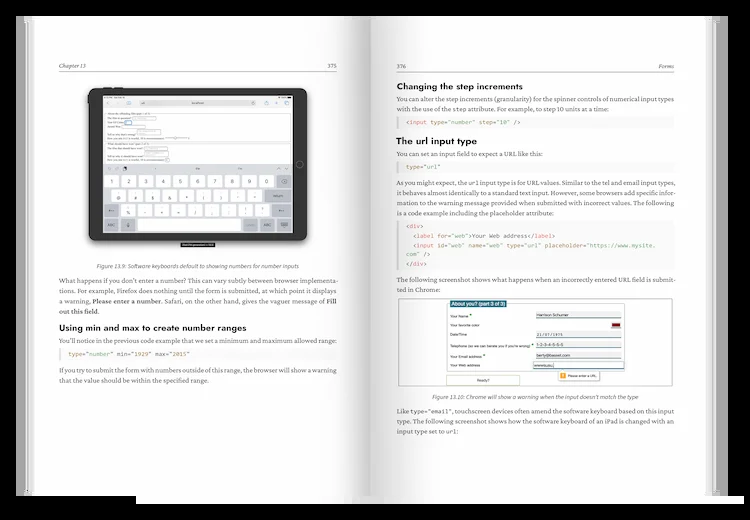 Chapter 13
375
Figure 13.9: Software keyboards default to showing numbers for number inputs
What happens if you don't enter a number? This can vary subtly between browser implementa-
tions. For example, Firefox does nothing until the form is submitted, at which point it displays
a warning, Please enter a number. Safari, on the other hand, gives the vague message of Fill
out this field.
Using min and max to create number ranges
You'll notice in the previous code example that we set a minimum and maximum allowed range:
type="number" min="1929" max="2015"
If you try to submit the form with numbers outside of this range, the browser will show a warning
that the value should be within the specified range.
376
Forms
Changing the step increments
You can alter the step increments (granularity) for the spinner controls of numerical input types
with the use of the step attribute. For example, to step 10 units at a time:
<input type="number" step="10" />
The url input type
You can set an input field to expect a URL like this:
type="url"
As you might expect, the url input type is for URL values. Similar to the tel and email input types,
it behaves almost identically to a standard text input. However, some browsers add specific infor-
mation to the warning message provided when submitted with incorrect values. The following
is a code example including the placeholder attribute:
<div>
<label for="web">Your Web address</label>
<input id="web" name="web" type="url" placeholder="https://www.mysite.
com" />
</div>
The following screenshot shows what happens when an incorrectly entered URL field is submit-
ted in Chrome:
About you? (part 3 of 3)
Your Name *
Harrison Schumer
Your favorite color
Date/Time
21/07/1975
Telephone (so we can berate you if you're wrong) *
1-2-3-4-5-5-5
Your Email address *
Your Web address
Please enter a URL.
Ready?
Figure 13.10: Chrome will show a warning when the input doesn't match the type
Like type="email", touchscreen devices often amend the software keyboard based on this input
type. The following screenshot shows how the software keyboard of an iPad is changed with an
input type set to url: